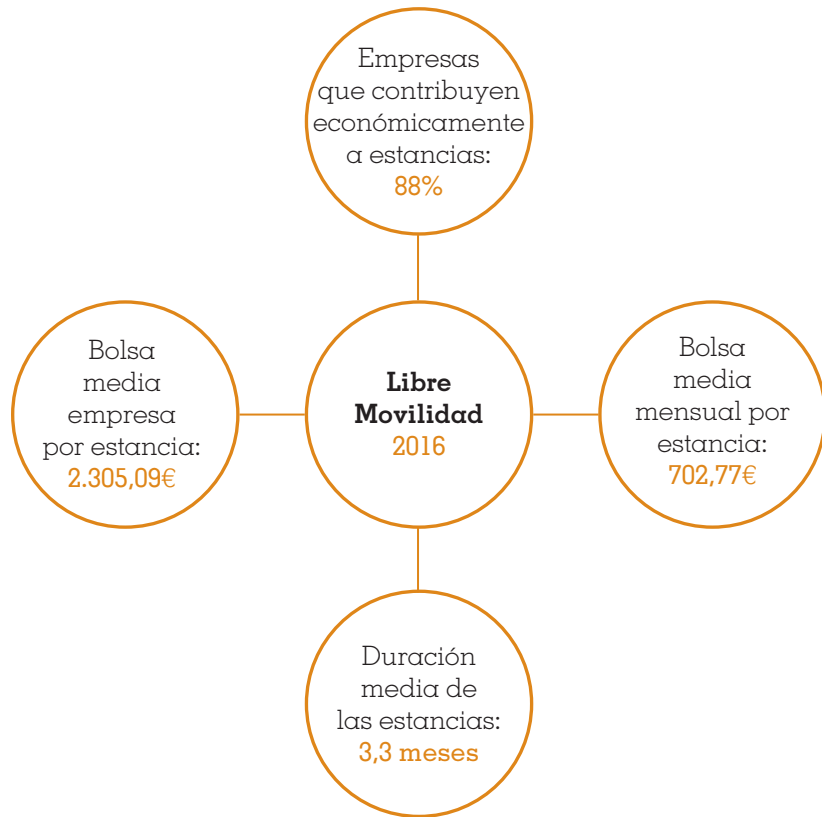 Empresas
que contribuyen
económicamente
a estancias:
88%
Bolsa
media
empresa
por estancia:
2.305,09€
Libre
Movilidad
2016
Bolsa
media
mensual por
estancia:
702,77€
Duración
media de
las estancias:
3,3 meses